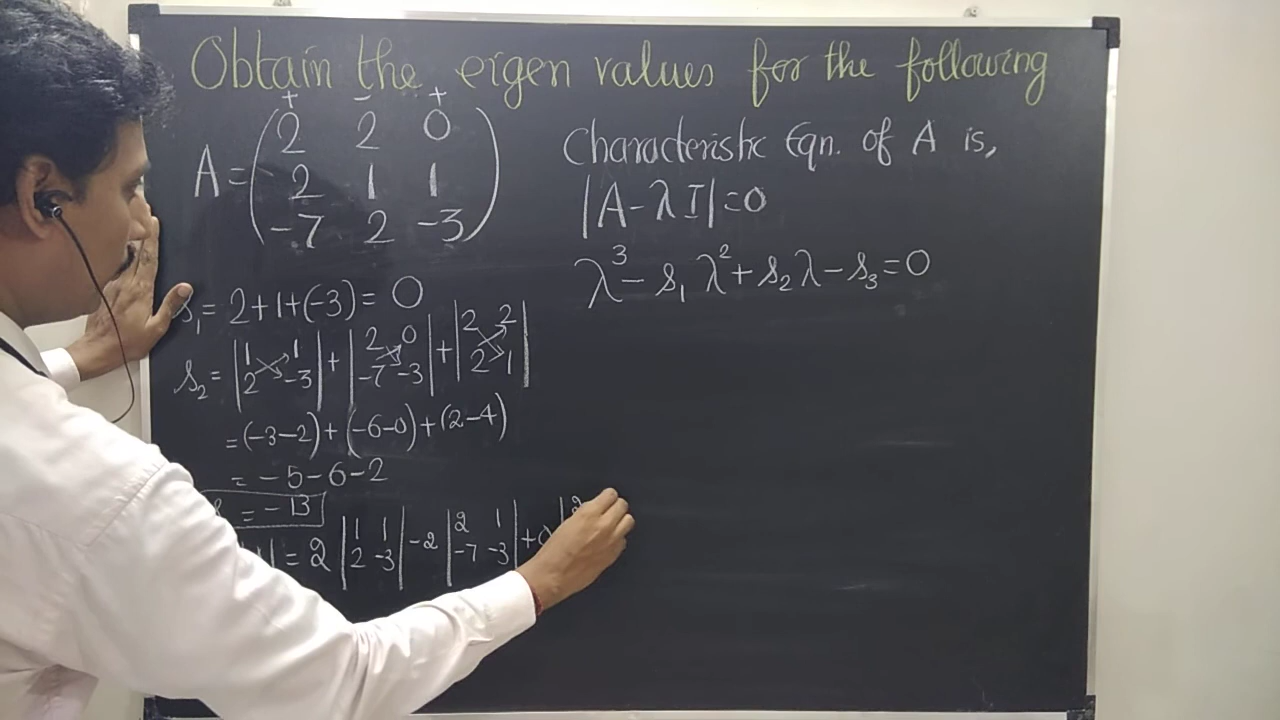 Obtain the eigen values for the following
+ - +
A = (2 2 0
2 1 1
-7 2 -3)
s₁ = 2+1+(-3) = 0
s₂ = |1 1| + |2 0| + |2 2|
|2 -3| |-7 -3| |2 1|
= (-3-2) + (-6-0) + (2-4)
= -5-6-2
= -13
= 2 |1 1| -2 |2 1| +0 |2
|2 -3| |-7 -3|
Characteristic Eqn. of A is,
|A-λI|=0
λ³ - s₁λ² + s₂λ - s₃ = 0